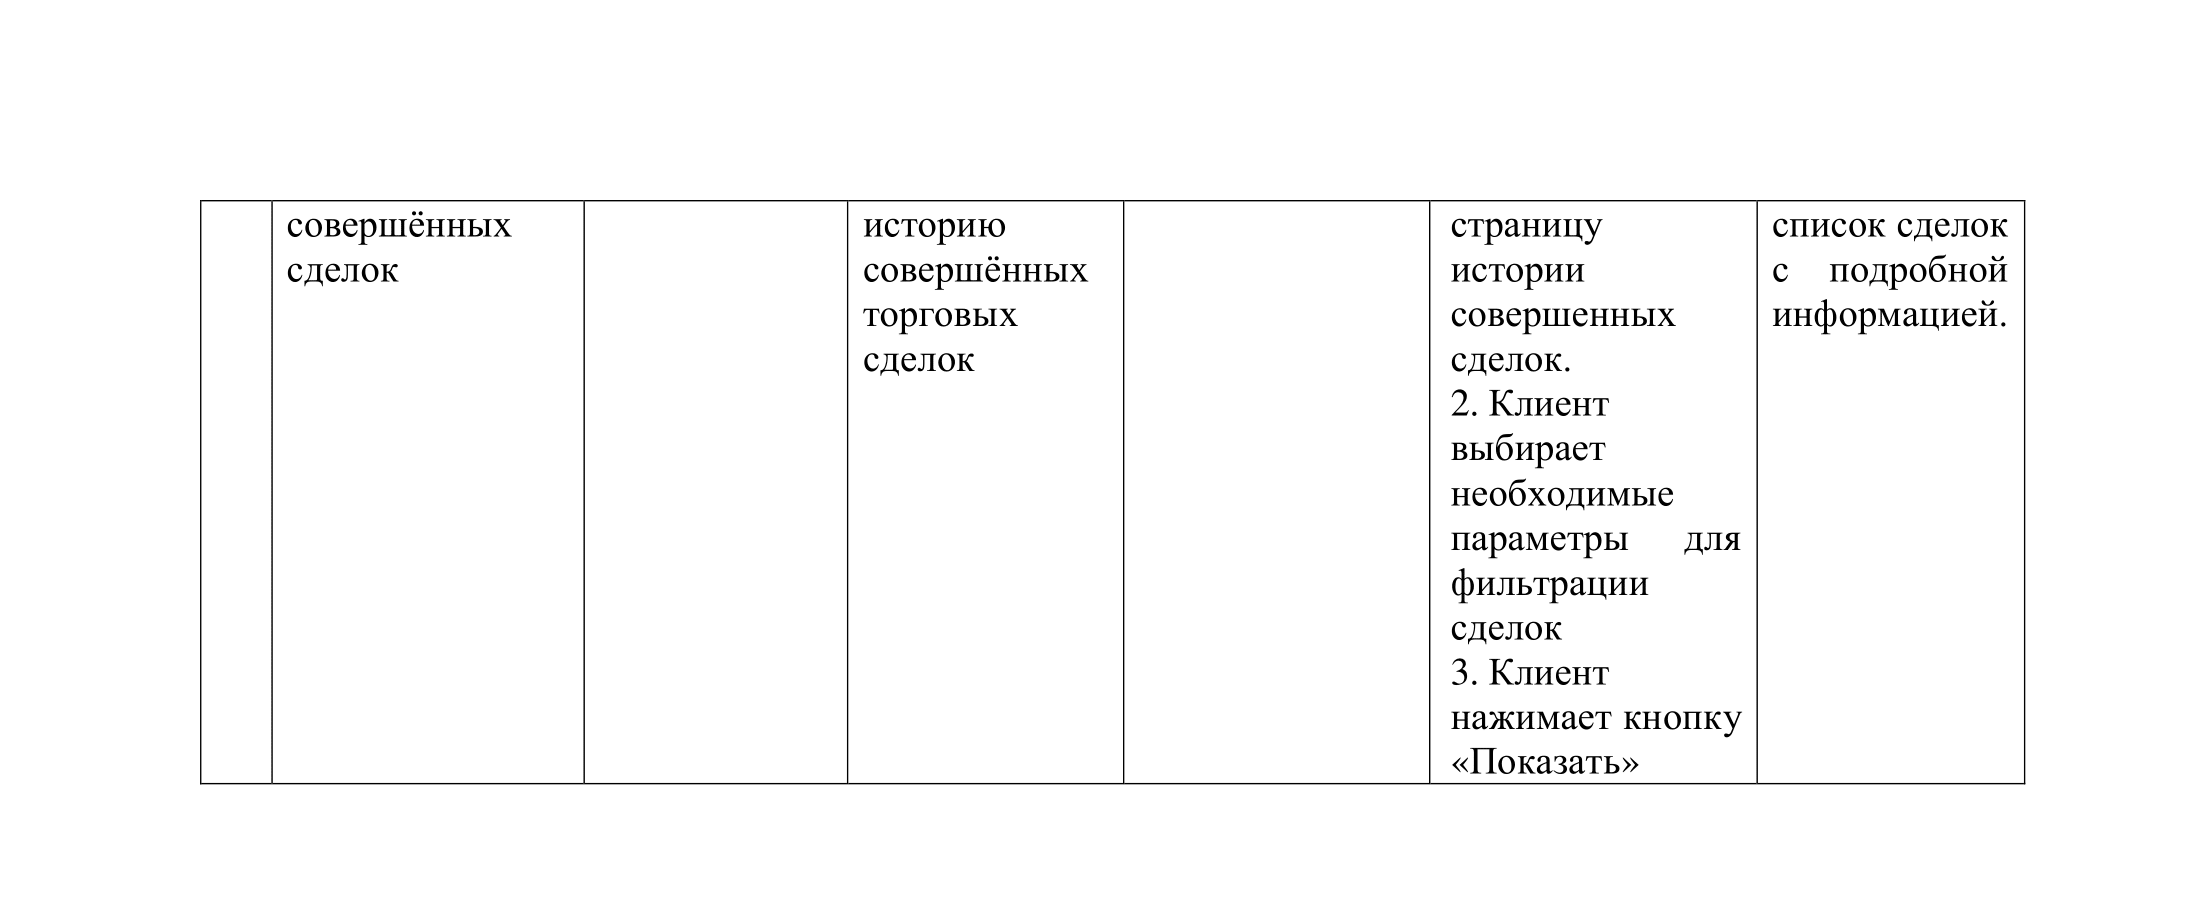 совершённых
сделок
историю
совершённых
торговых
сделок
страницу
истории
совершенных
сделок.
2. Клиент
выбирает
необходимые
параметры для
фильтрации
сделок
3. Клиент
нажимает кнопку
«Показать»
список сделок
с подробной
информацией.